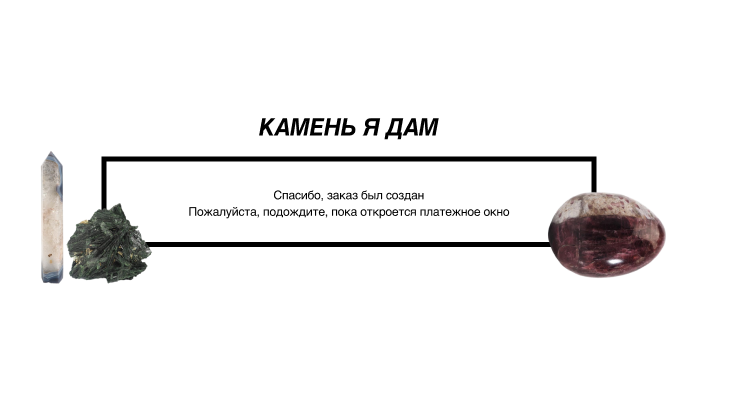 КАМЕНЬ Я ДАМ
Спасибо, заказ был создан
Пожалуйста, подождите, пока откроется платежное окно